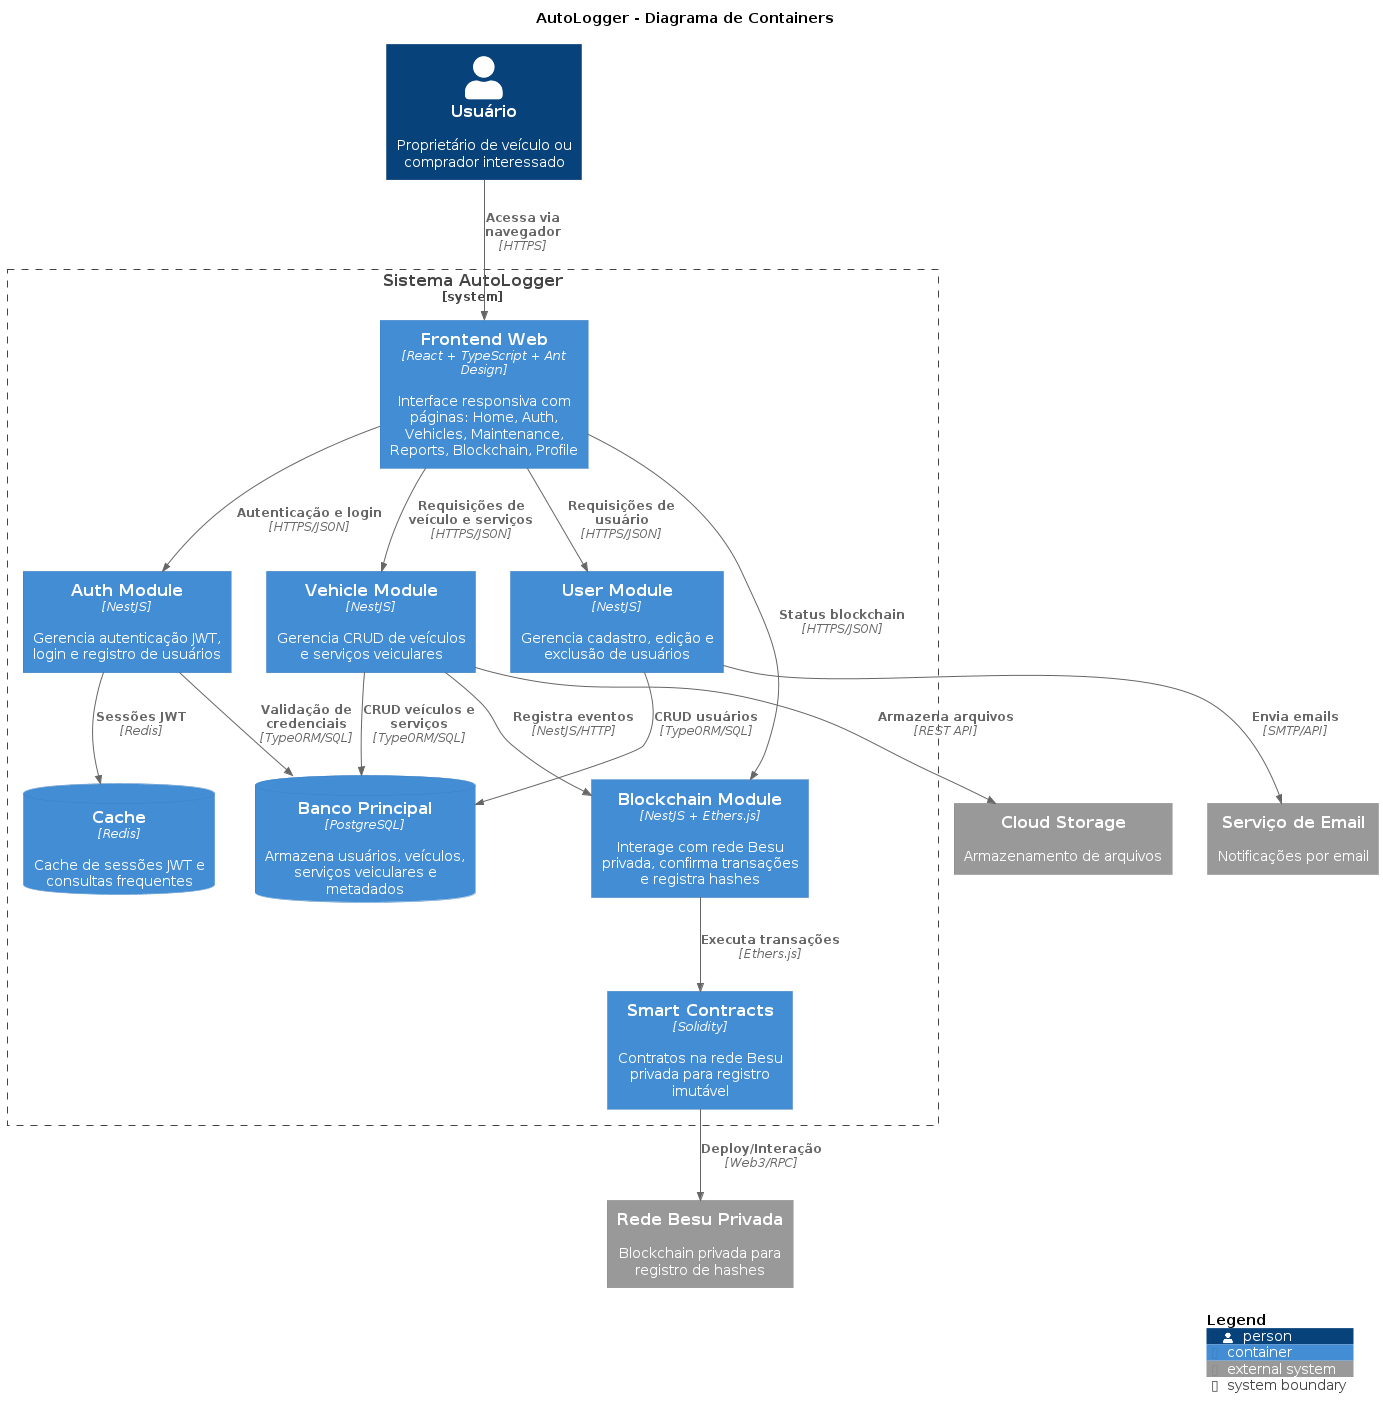 AutoLogger - Diagrama de Containers
Usuário
Proprietário de veículo ou
comprador interessado
Acessa via
navegador
[HTTPS]
Sistema AutoLogger
[system]
Frontend Web
[React + TypeScript + Ant
Design]
Interface responsiva com
páginas: Home, Auth,
Vehicles, Maintenance,
Reports, Blockchain, Profile
Autenticação e login
[HTTPS/JSON]
Requisições de
veículo e serviços
[HTTPS/JSON]
Requisições de
usuário
[HTTPS/JSON]
Status blockchain
[HTTPS/JSON]
Auth Module
[NestJS]
Gerencia autenticação JWT,
login e registro de usuários
Vehicle Module
[NestJS]
Gerencia CRUD de veículos
e serviços veiculares
User Module
[NestJS]
Gerencia cadastro, edição e
exclusão de usuários
Sessões JWT
[Redis]
Validação de
credenciais
[TypeORM/SQL]
CRUD veículos e
serviços
[TypeORM/SQL]
Registra eventos
[NestJS/HTTP]
CRUD usuários
[TypeORM/SQL]
Armazena arquivos
[REST API]
Envia emails
[SMTP/API]
Cache
[Redis]
Cache de sessões JWT e
consultas frequentes
Banco Principal
[PostgreSQL]
Armazena usuários, veículos,
serviços veiculares e
metadados
Blockchain Module
[NestJS + Ethers.js]
Interage com rede Besu
privada, confirma transações
e registra hashes
Cloud Storage
Armazenamento de arquivos
Serviço de Email
Notificações por email
Executa transações
[Ethers.js]
Smart Contracts
[Solidity]
Contratos na rede Besu
privada para registro
imutável
Deploy/Interação
[Web3/RPC]
Rede Besu Privada
Blockchain privada para
registro de hashes
Legend
person
container
external system
system boundary